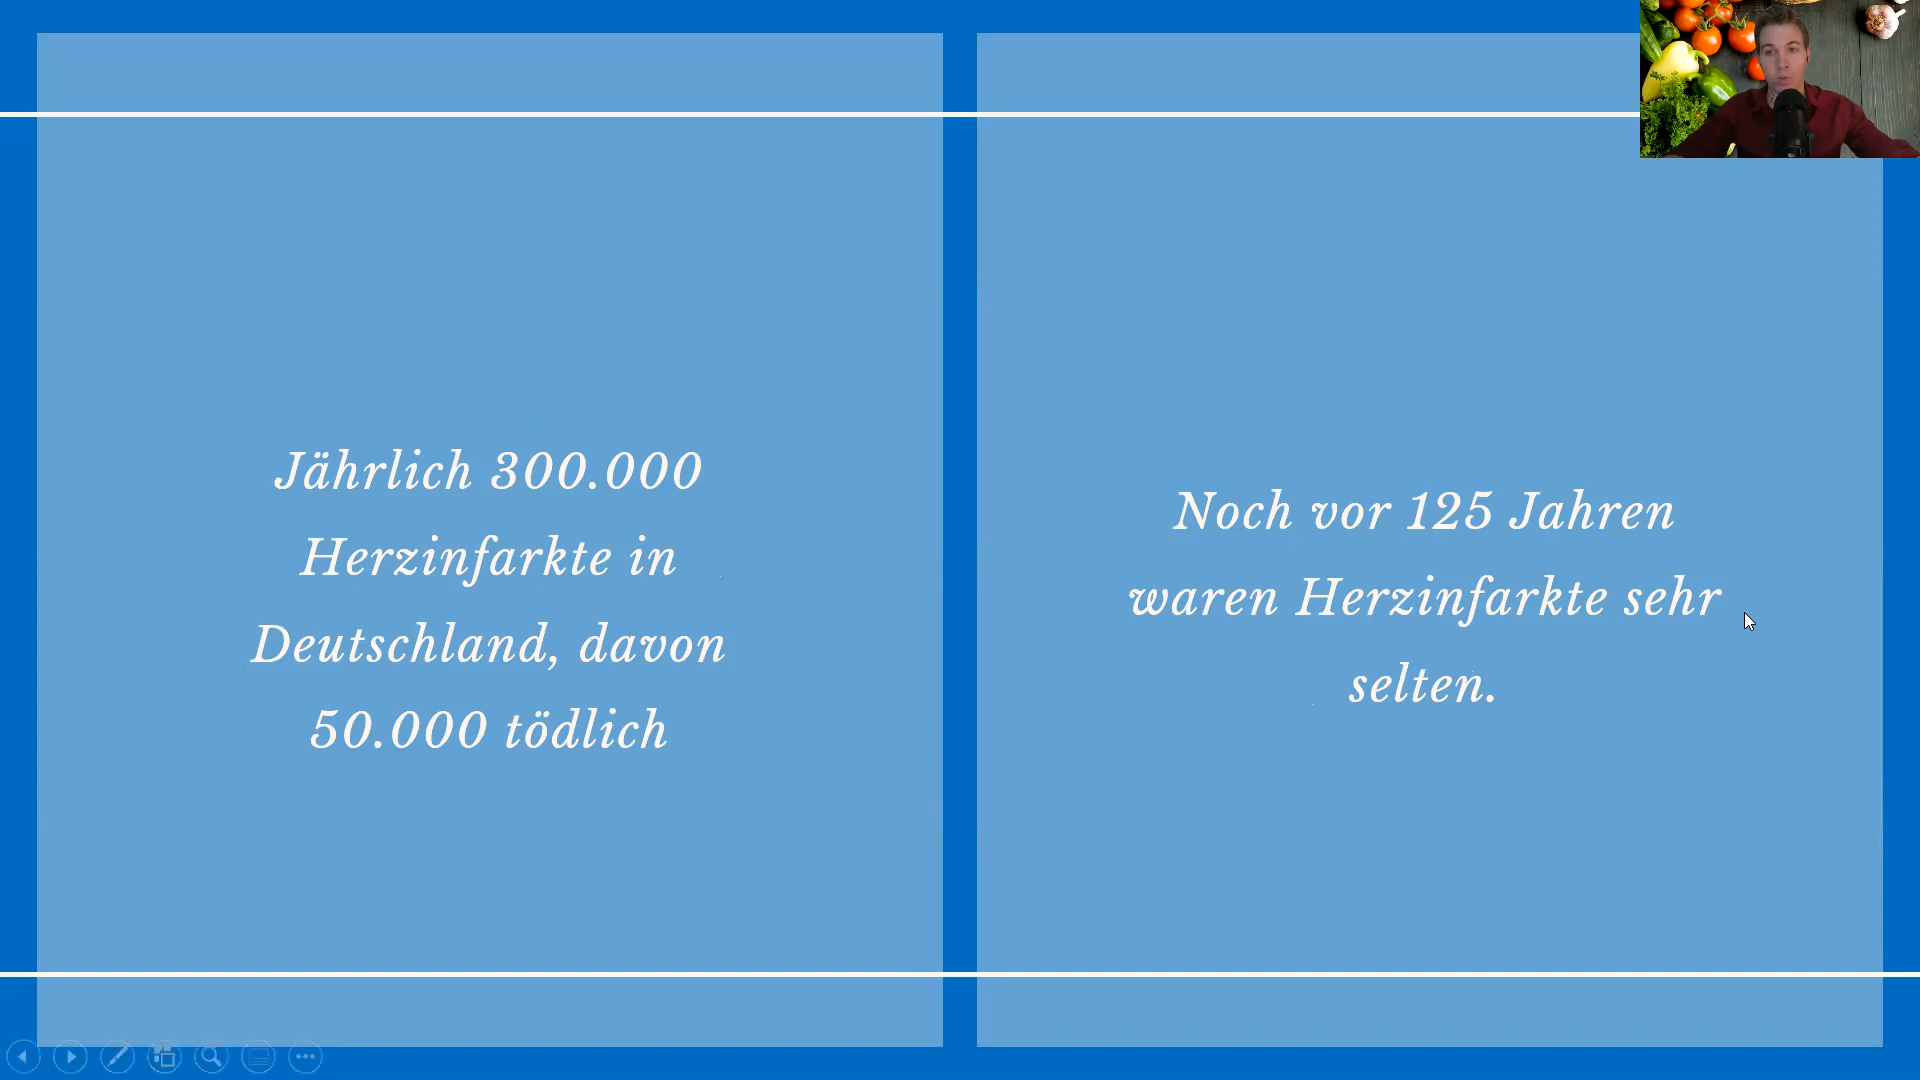 Jährlich 300.000
Herzinfarkte in
Deutschland, davon
50.000 tödlich
Noch vor 125 Jahren
waren Herzinfarkte sehr
selten.